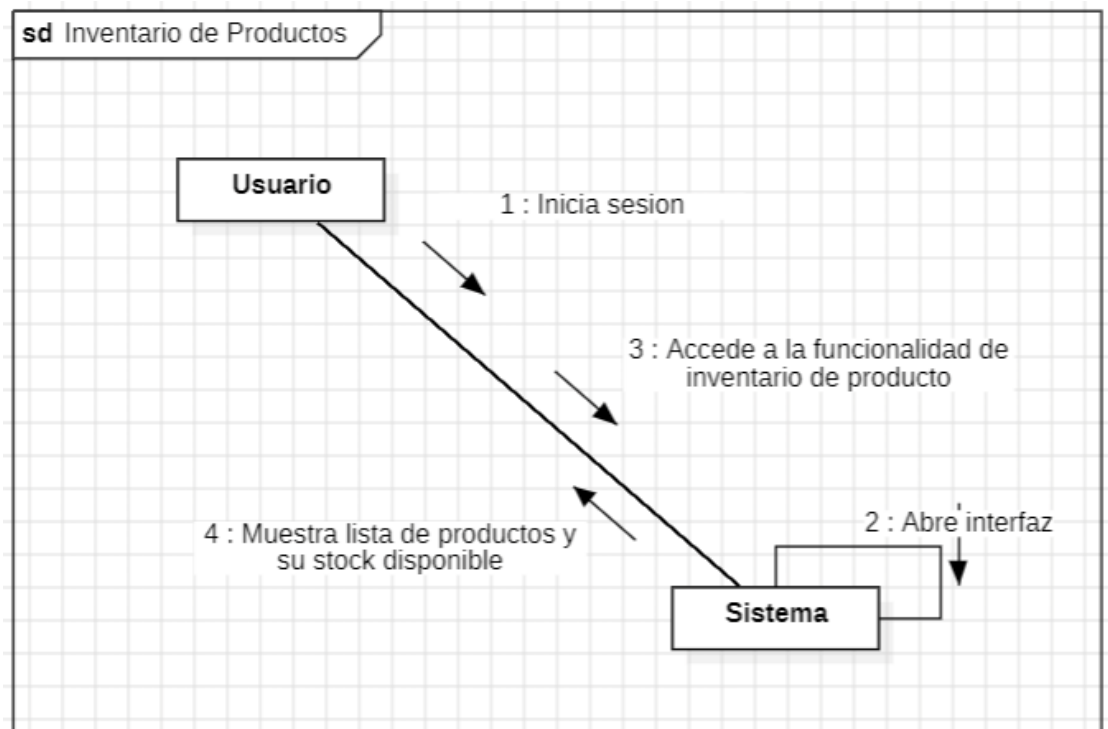 sd Inventario de Productos
Usuario
1 : Inicia sesion
3 : Accede a la funcionalidad de
inventario de producto
4 : Muestra lista de productos y
su stock disponible
2 : Abre interfaz
Sistema